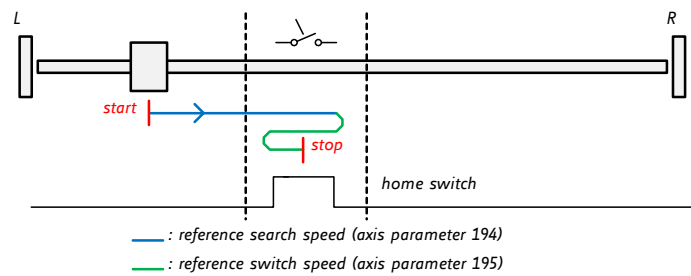 L
R
start
stop
home switch
: reference search speed (axis parameter 194)
: reference switch speed (axis parameter 195)